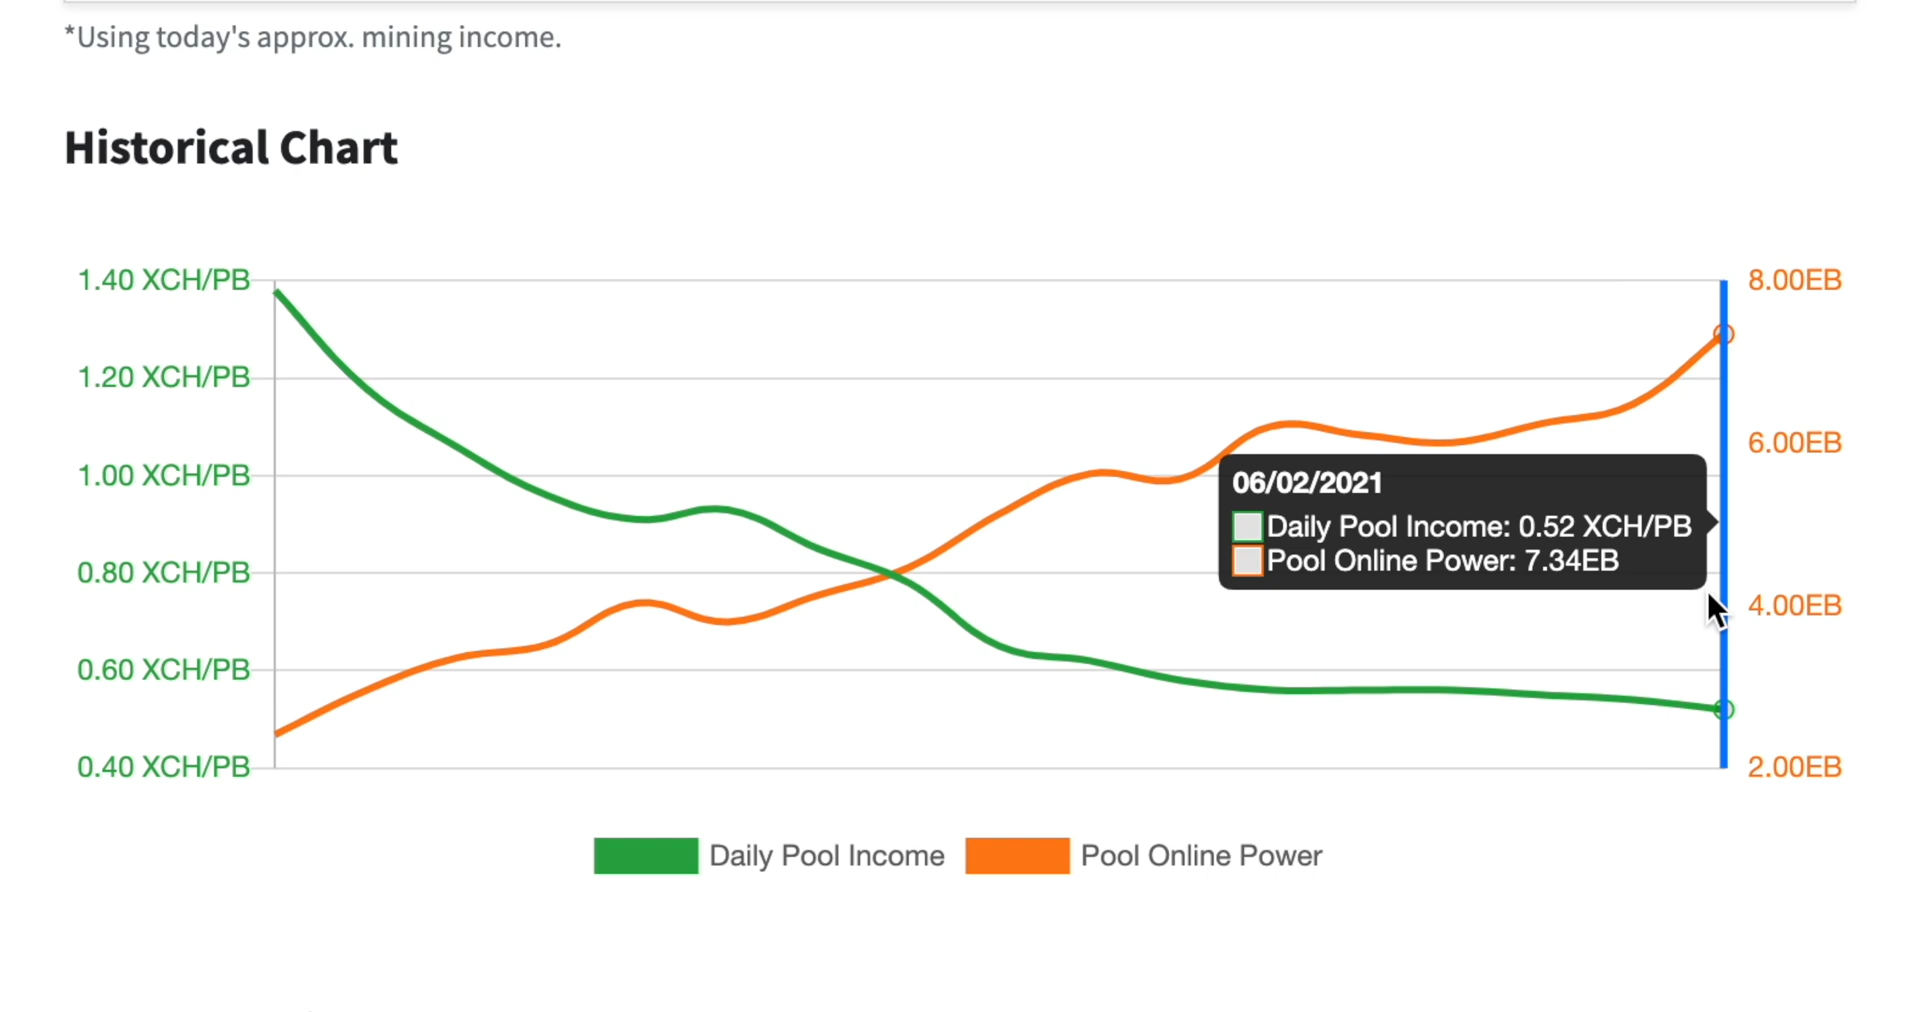 *Using today's approx. mining income.
Historical Chart
1.40 XCH/PB
1.20 XCH/PB
1.00 XCH/PB
0.80 XCH/PB
0.60 XCH/PB
0.40 XCH/PB
8.00EB
6.00EB
4.00EB
2.00EB
06/02/2021
Daily Pool Income: 0.52 XCH/PB
Pool Online Power: 7.34EB
Daily Pool Income
Pool Online Power